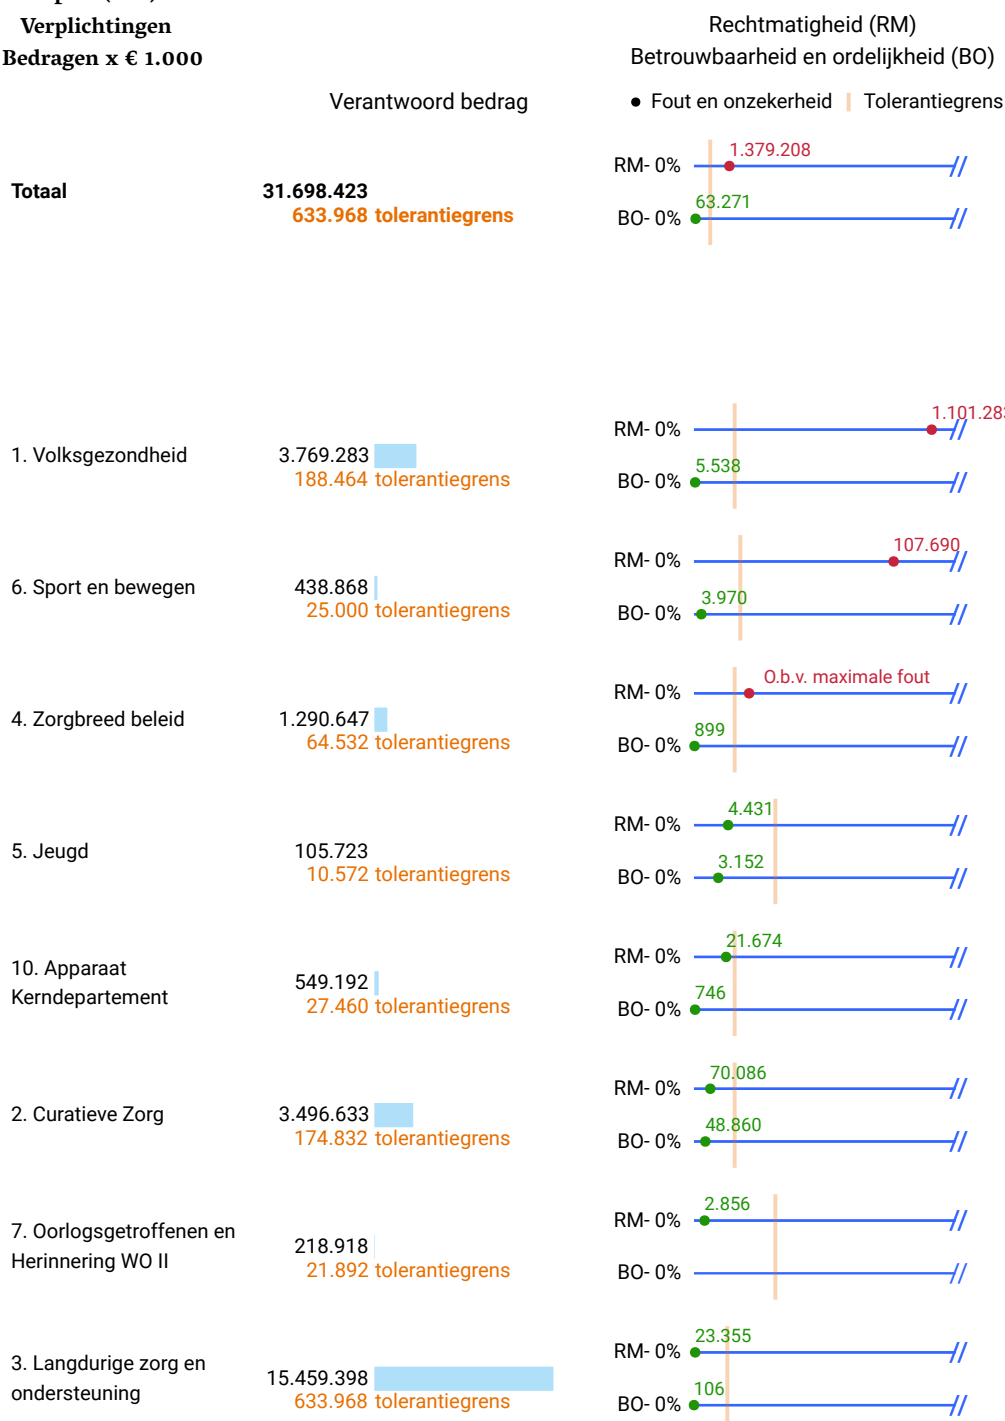 Verplichtingen
Bedragen x € 1.000
Rechtmatigheid (RM)
Betrouwbaarheid en ordelijkheid (BO)
Verantwoord bedrag
Fout en onzekerheid Tolerantiegrens
Totaal
31.698.423
633.968 tolerantiegrens
RM- 0%
1.379.208
BO- 0%
63.271
1. Volksgezondheid
3.769.283
188.464 tolerantiegrens
RM- 0%
BO- 0%
5.538
6. Sport en bewegen
438.868
25.000 tolerantiegrens
RM- 0%
107.690
BO- 0%
3.970
4. Zorgbreed beleid
1.290.647
64.532 tolerantiegrens
RM- 0%
O.b.v. maximale fout
BO- 0%
899
5. Jeugd
105.723
10.572 tolerantiegrens
RM- 0%
4.431
BO- 0%
3.152
10. Apparaat
Kerndepartement
549.192
27.460 tolerantiegrens
RM- 0%
21.674
BO- 0%
746
2. Curatieve Zorg
3.496.633
174.832 tolerantiegrens
RM- 0%
70.086
BO- 0%
48.860
7. Oorlogsgetroffenen en
Herinnering WO II
218.918
21.892 tolerantiegrens
RM- 0%
2.856
BO- 0%
3. Langdurige zorg en
ondersteuning
15.459.398
633.968 tolerantiegrens
RM- 0%
23.355
BO- 0%
106